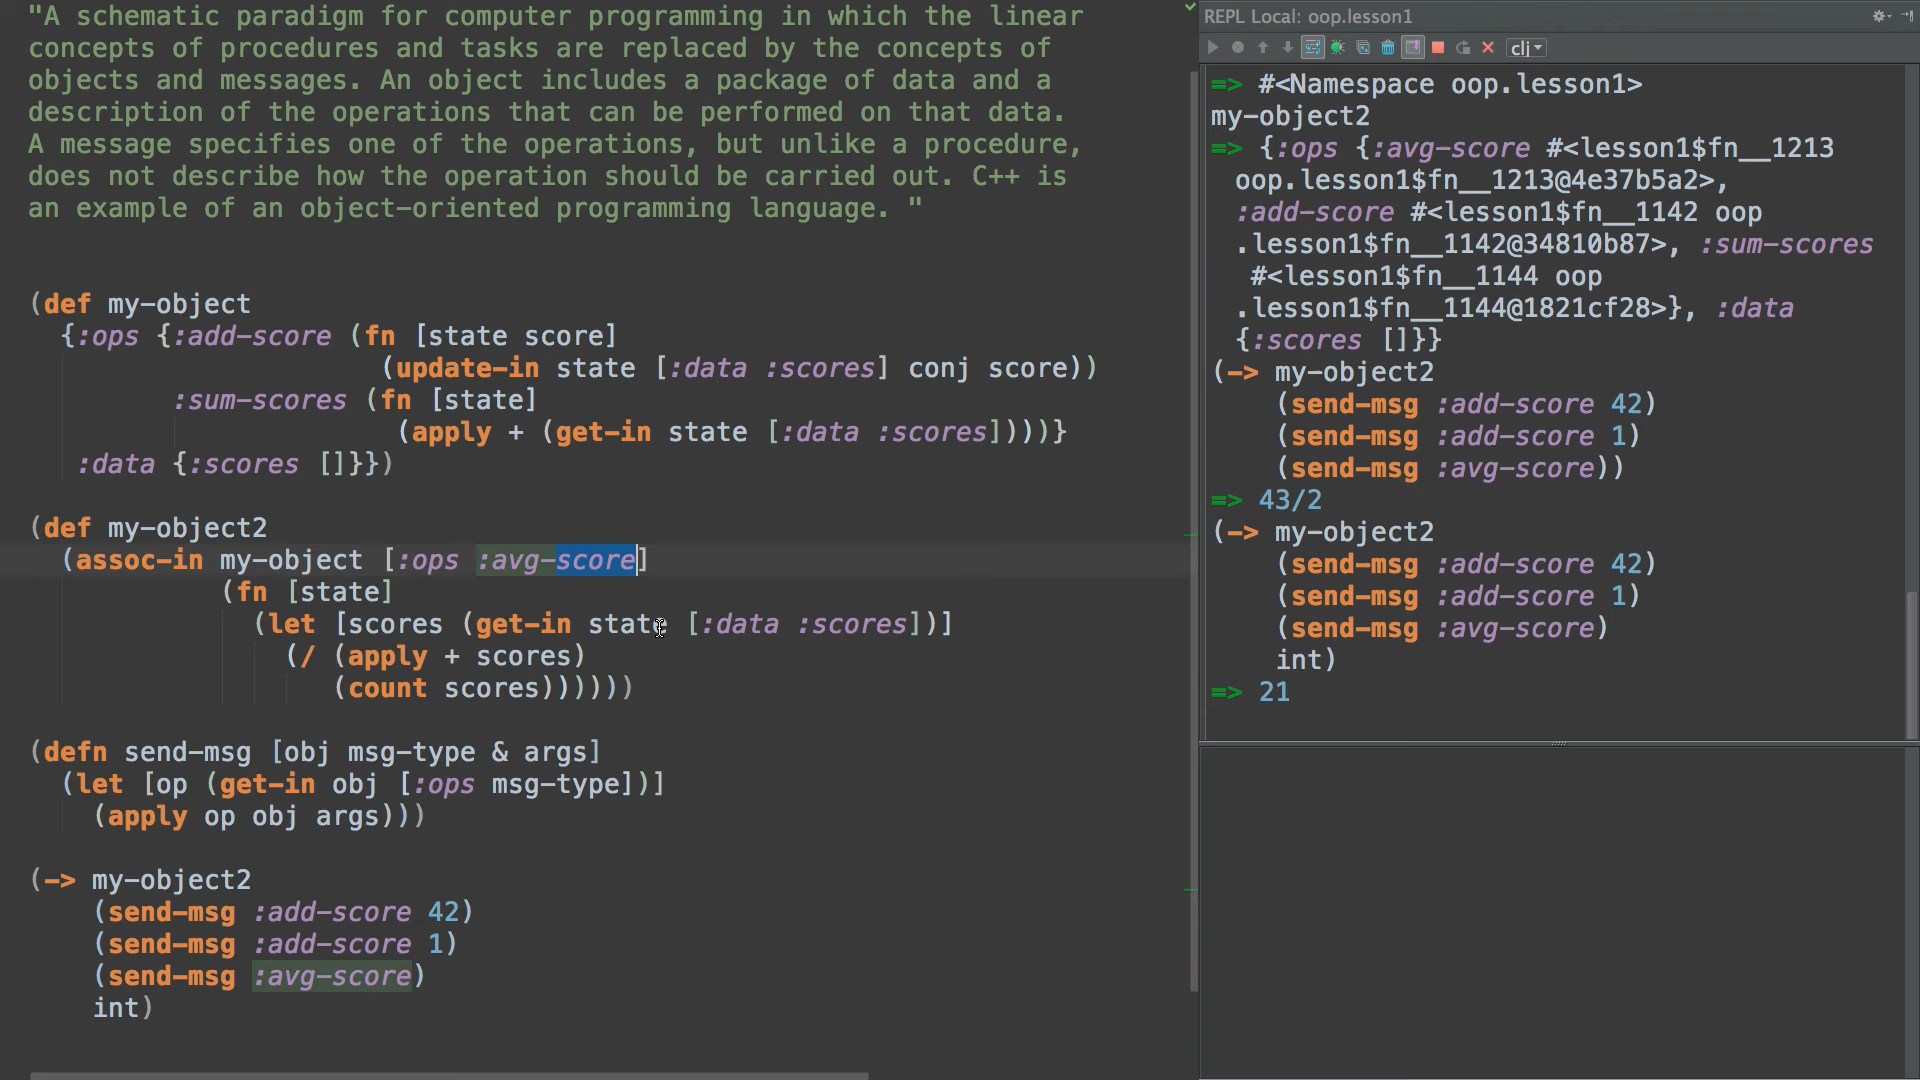 "A schematic paradigm for computer programming in which the linear
concepts of procedures and tasks are replaced by the concepts of
objects and messages. An object includes a package of data and a
description of the operations that can be performed on that data.
A message specifies one of the operations, but unlike a procedure,
does not describe how the operation should be carried out. C++ is
an example of an object-oriented programming language. "
(def my-object
{:ops {:add-score (fn [state score]
(update-in state [:data :scores] conj score))
:sum-scores (fn [state]
(apply + (get-in state [:data :scores])))}
:data {:scores []}})
(def my-object2
(assoc-in my-object [:ops :avg-score]
(fn [state]
(let [scores (get-in state [:data :scores])]
(/ (apply + scores)
(count scores))))))
(defn send-msg [obj msg-type & args]
(let [op (get-in obj [:ops msg-type])]
(apply op obj args)))
(-> my-object2
(send-msg :add-score 42)
(send-msg :add-score 1)
(send-msg :avg-score)
int)
REPL Local: oop.lesson1
clj
=> #<Namespace oop.lesson1>
my-object2
=> {:ops {:avg-score #<lesson1$fn__1213
oop.lesson1$fn__1213@4e37b5a2>,
:add-score #<lesson1$fn__1142 oop
.lesson1$fn__1142@34810b87>, :sum-scores
#<lesson1$fn__1144 oop
.lesson1$fn__1144@1821cf28>}, :data
{:scores []}}
(-> my-object2
(send-msg :add-score 42)
(send-msg :add-score 1)
(send-msg :avg-score))
=> 43/2
(-> my-object2
(send-msg :add-score 42)
(send-msg :add-score 1)
(send-msg :avg-score)
int)
=> 21